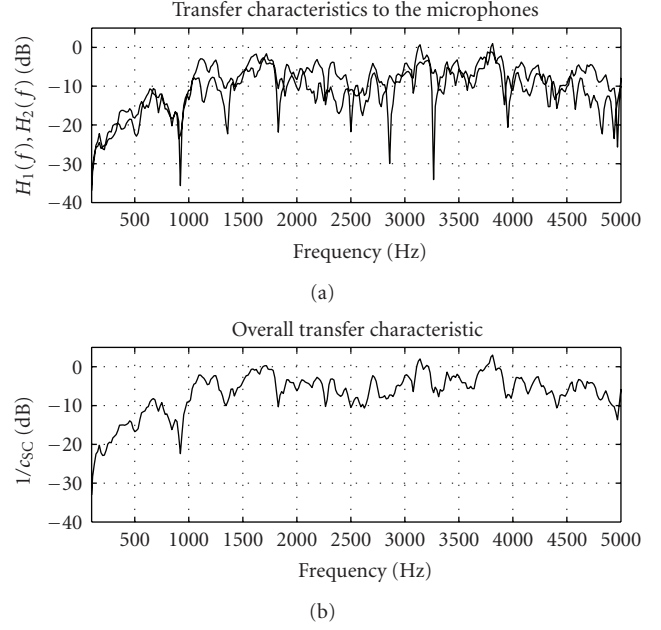 Transfer characteristics to the microphones
H1(f), H2(f) (dB)
0
−10
−20
−30
−40
500 1000 1500 2000 2500 3000 3500 4000 4500 5000
Frequency (Hz)
(a)
Overall transfer characteristic
1/cSC (dB)
0
−10
−20
−30
−40
500 1000 1500 2000 2500 3000 3500 4000 4500 5000
Frequency (Hz)
(b)